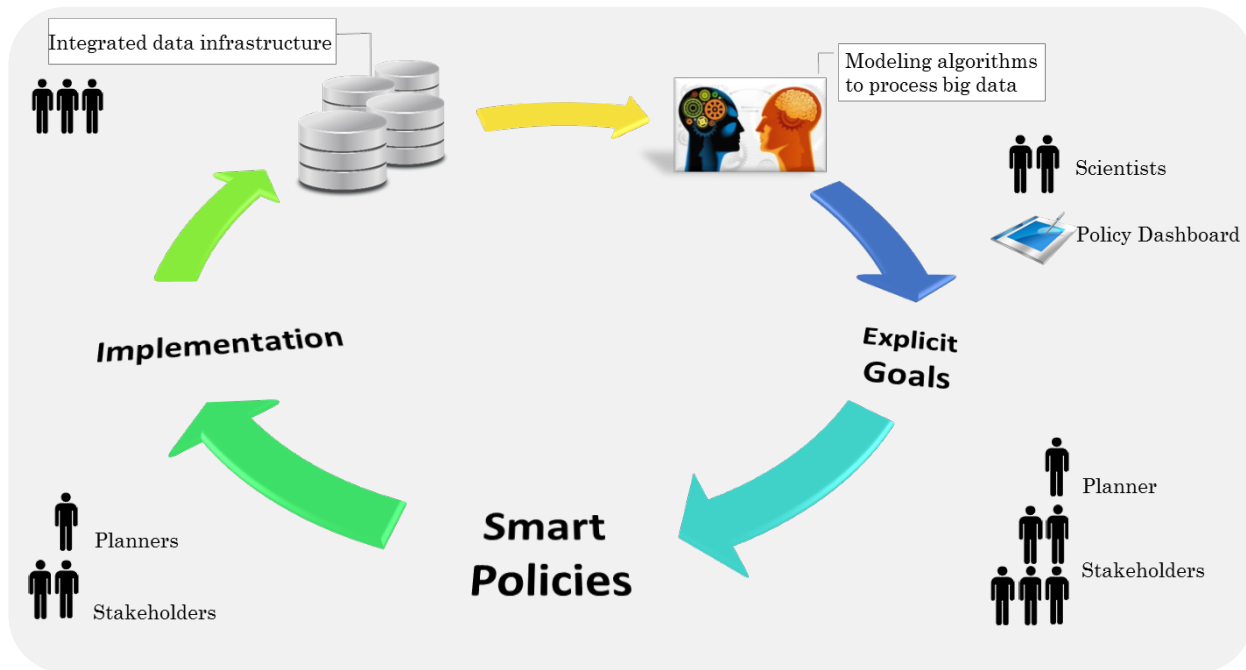 Integrated data infrastructure
Modeling algorithms
to process big data
Scientists
Policy Dashboard
Implementation
Explicit
Goals
Planner
Smart
Policies
Planners
Stakeholders
Stakeholders